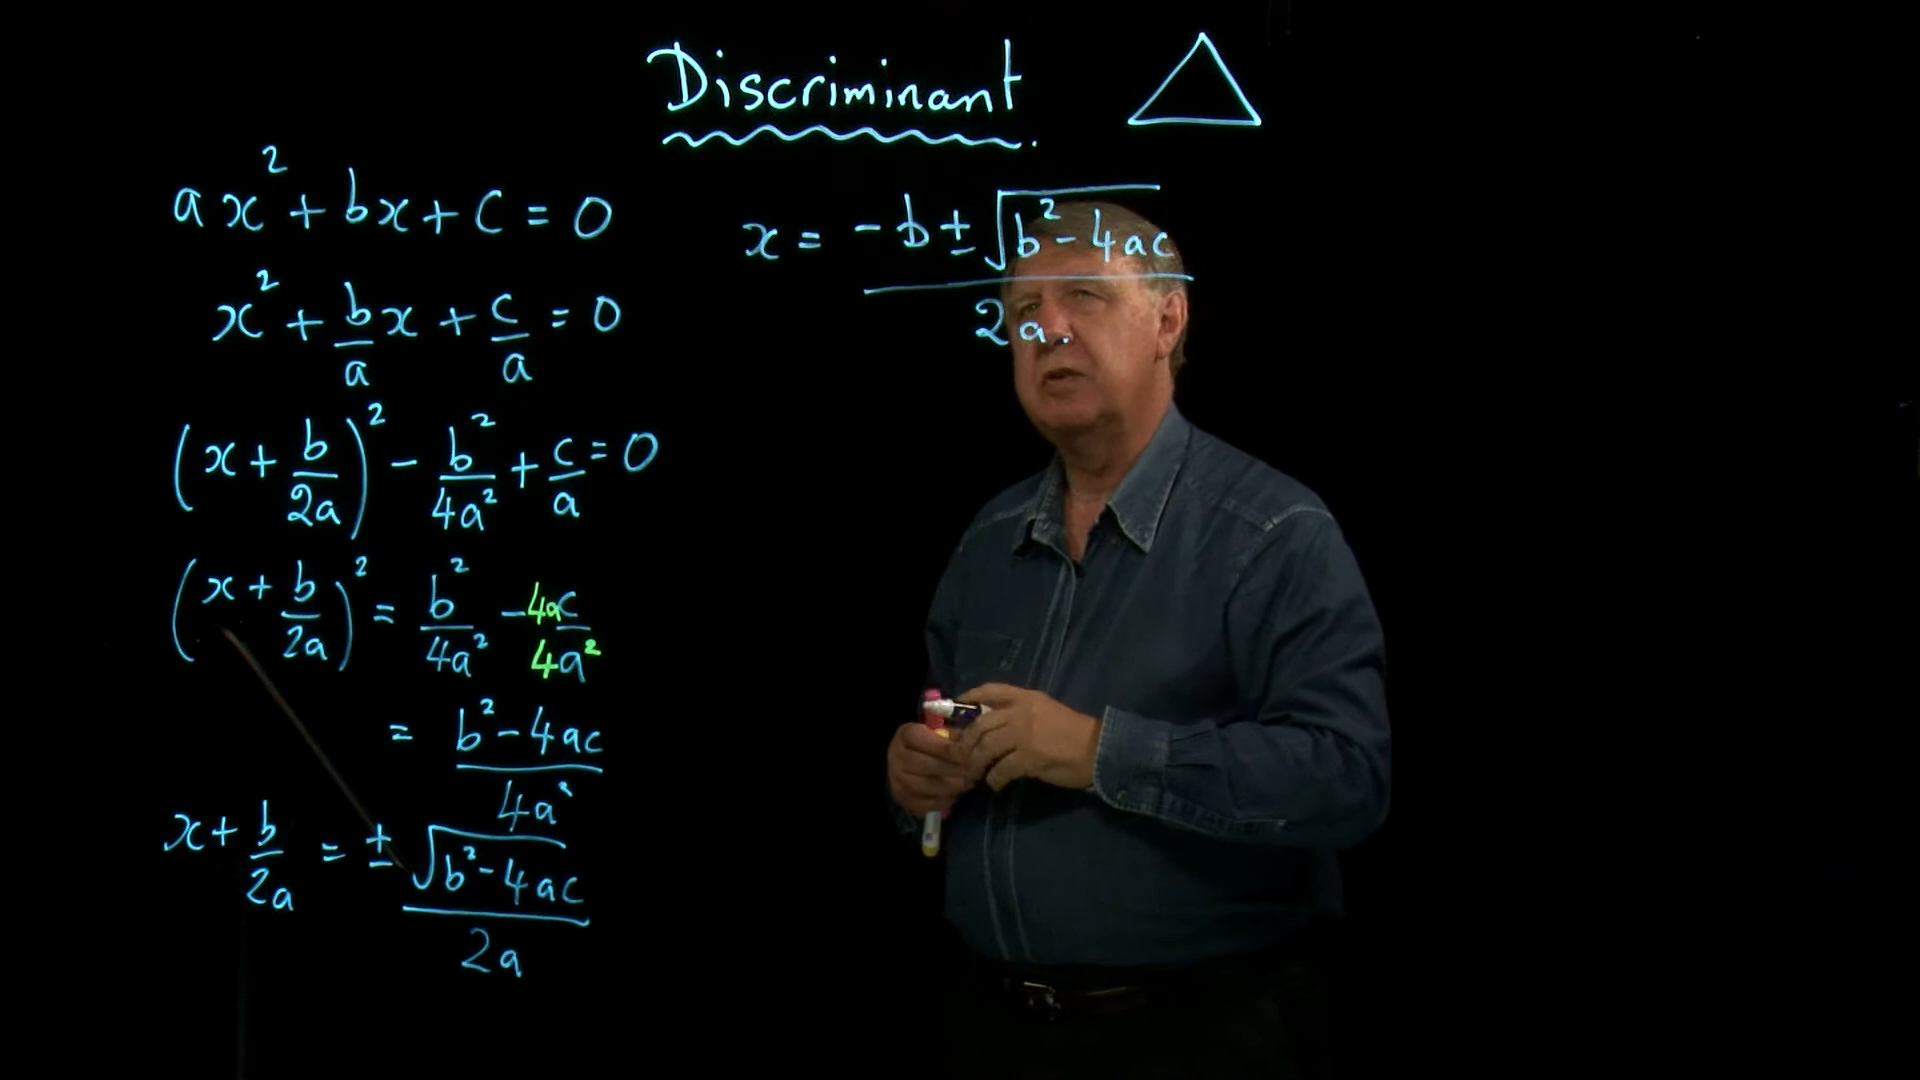 Discriminant. △
ax² + bx + c = 0
x² + b/a x + c/a = 0
(x + b/2a)² - b²/4a² + c/a = 0
(x + b/2a)² = b²/4a² - 4ac/4a²
= b² - 4ac / 4a²
x + b/2a = ± √(b² - 4ac) / 2a
x = -b ± √(b² - 4ac) / 2a.